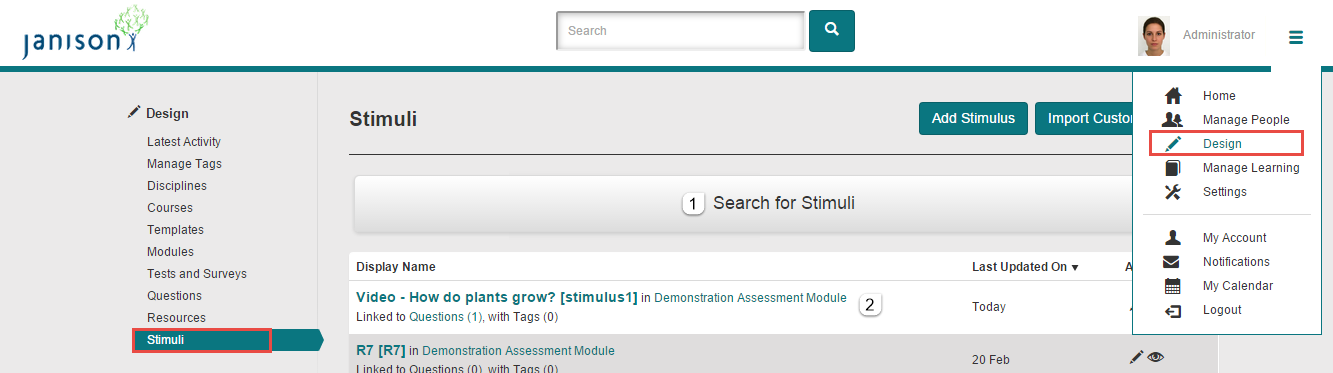 janison
Search
Administrator
Home
Manage People
Design
Manage Learning
Settings
My Account
Notifications
My Calendar
Logout
Design
Latest Activity
Manage Tags
Disciplines
Courses
Templates
Modules
Tests and Surveys
Questions
Resources
Stimuli
Stimuli
Add Stimulus
Import Custo
1 Search for Stimuli
Display Name Last Updated On
Video - How do plants grow? [stimulus1] in Demonstration Assessment Module 2
Linked to Questions (1), with Tags (0)
Today
R7 [R7] in Demonstration Assessment Module
Linked to Questions (0), with Tags (0)
20 Feb